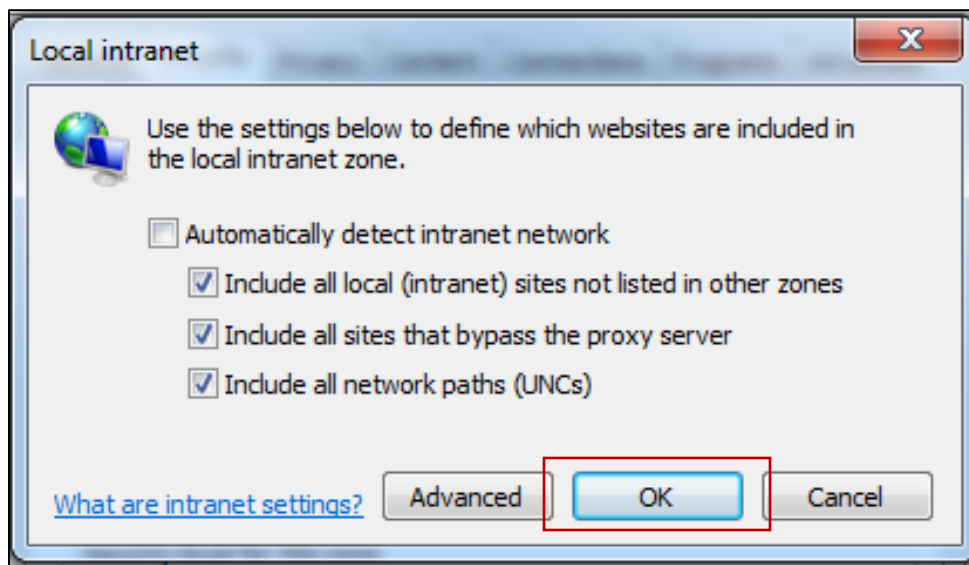 Local intranet
Use the settings below to define which websites are included in
the local intranet zone.
Automatically detect intranet network
Include all local (intranet) sites not listed in other zones
Include all sites that bypass the proxy server
Include all network paths (UNCs)
What are intranet settings?
Advanced
OK
Cancel